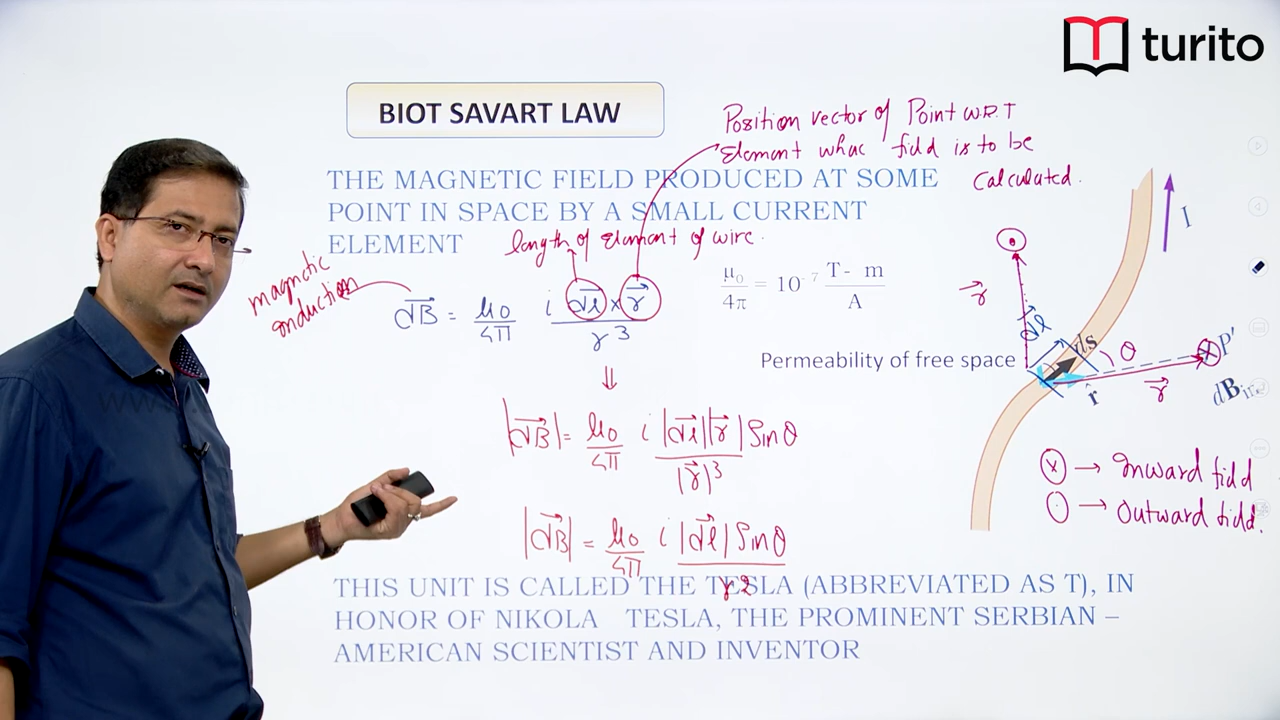 turito
BIOT SAVART LAW
Position vector of Point W.R.T
Element whae field is to be
calculated.
THE MAGNETIC FIELD PRODUCED AT SOME
POINT IN SPACE BY A SMALL CURRENT
ELEMENT
length of Element of wire.
magnetic
induction
dB = μ0/4π i dl × r / r3
μ0/4π = 10-7 T- m/A
Permeability of free space
⇓
|dB| = μ0/4π i |dl||r| Sinθ / |r|3
|dB| = μ0/4π i |dl| Sinθ / r2
I
r
dl
ds
θ
P'
r̂
r
dB
x → Inward field
→ Outward field.
THIS UNIT IS CALLED THE TESLA (ABBREVIATED AS T), IN
HONOR OF NIKOLA TESLA, THE PROMINENT SERBIAN –
AMERICAN SCIENTIST AND INVENTOR